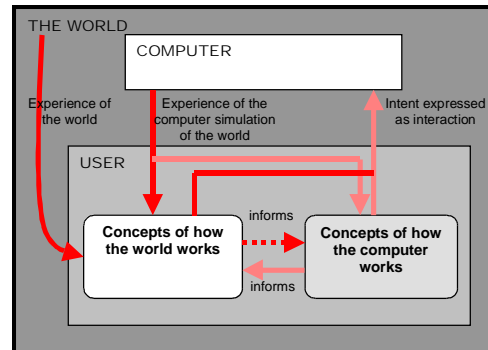 THE WORLD
COMPUTER
Experience of
the world
Experience of the
computer simulation
of the world
Intent expressed
as interaction
USER
informs
Concepts of how
the world works
Concepts of how
the computer
works
informs